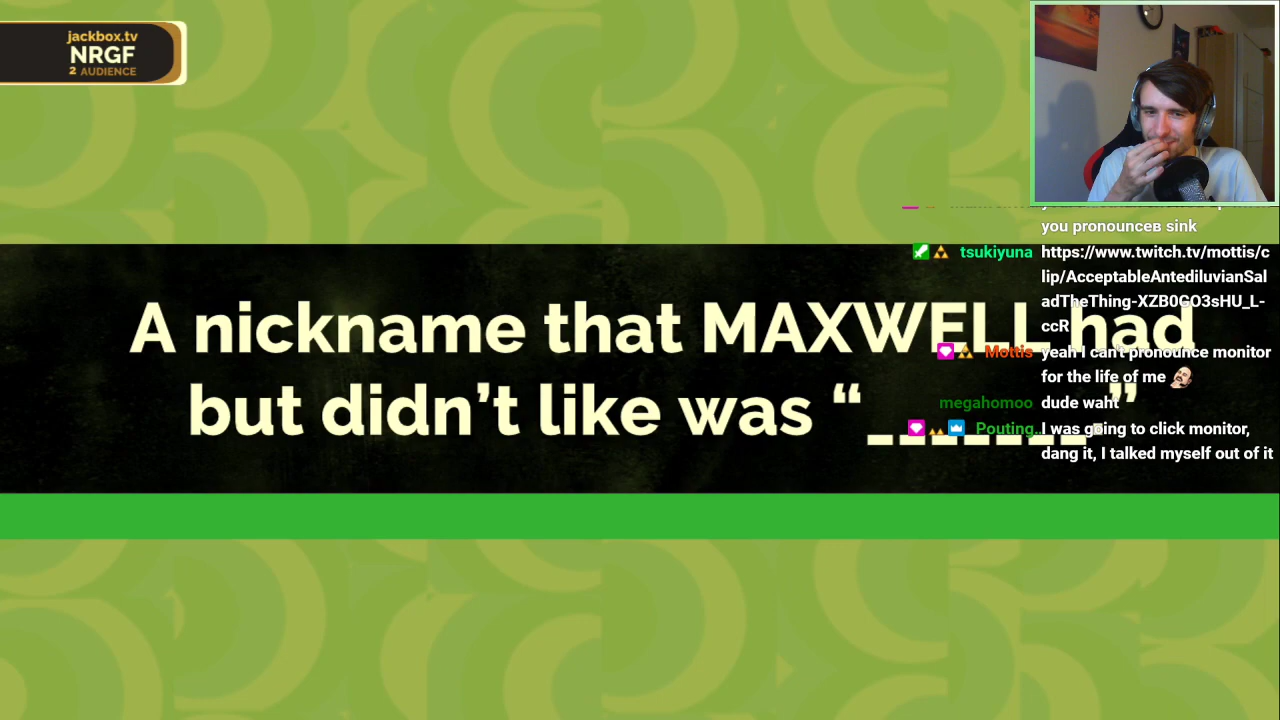 jackbox.tv
NRGF
2 AUDIENCE
A nickname that MAXWELL had
but didn't like was “_______”
you pronounceв sink
tsukiyuna https://www.twitch.tv/mottis/c
lip/AcceptableAntediluvianSal
adTheThing-XZB0GO3sHU_L-
ccR
Mottis yeah I can't pronounce monitor
for the life of me
megahomoo dude waht
Pouting.. I was going to click monitor,
dang it, I talked myself out of it